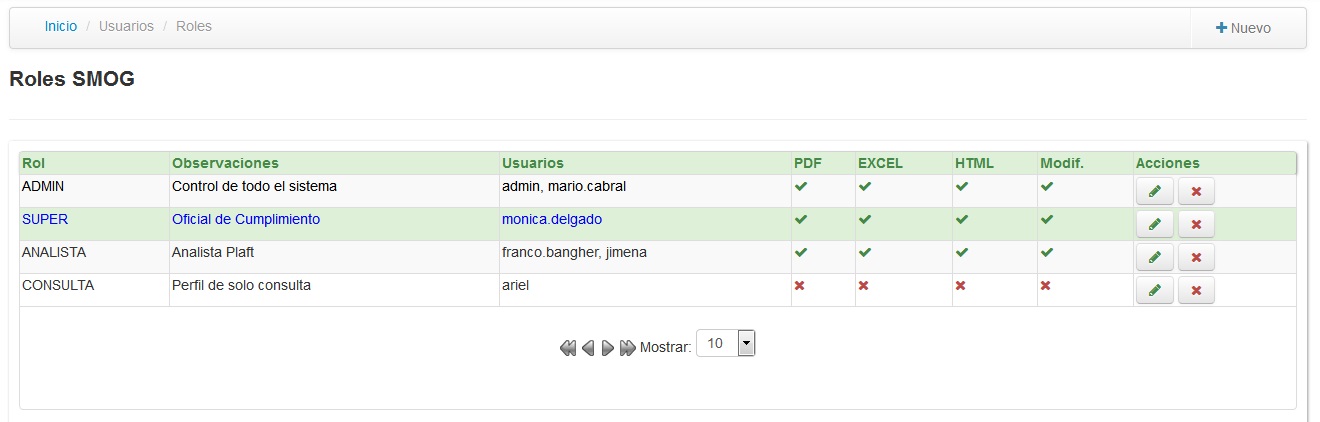 Inicio / Usuarios / Roles Nuevo
Roles SMOG
Rol Observaciones Usuarios PDF EXCEL HTML Modif. Acciones
ADMIN Control de todo el sistema admin, mario.cabral
SUPER Oficial de Cumplimiento monica.delgado
ANALISTA Analista Plaft franco.bangher, jimena
CONSULTA Perfil de solo consulta ariel
Mostrar: 10